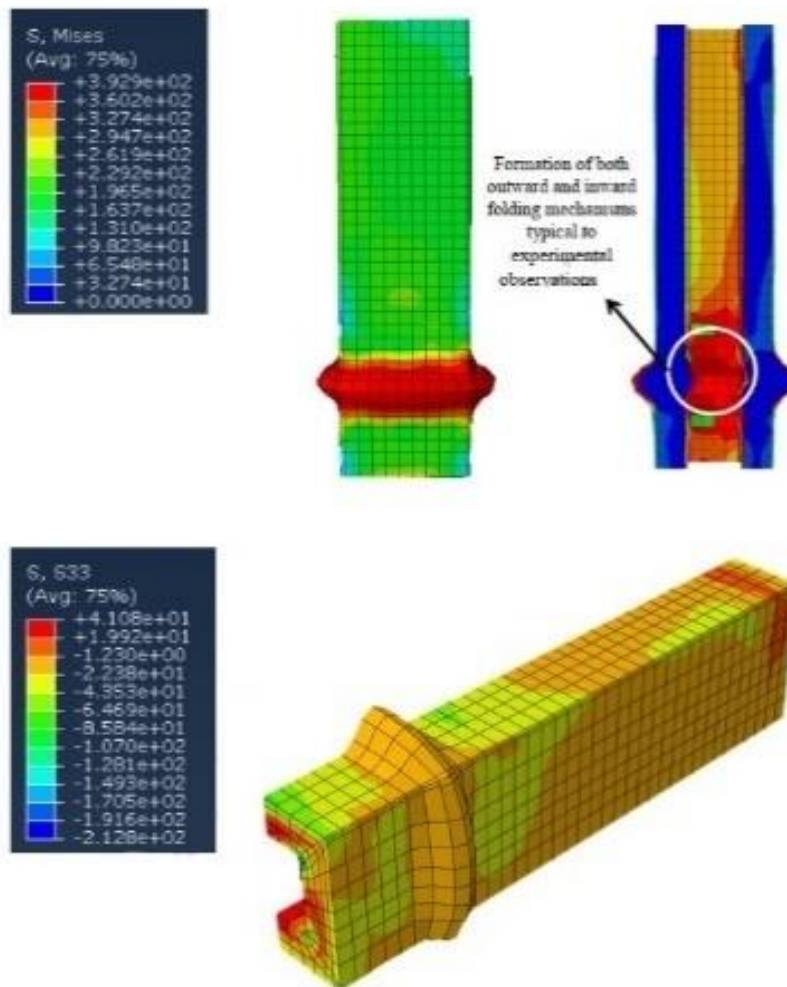 S, Mises
(Avg: 75%)
+3.929e+02
+3.602e+02
+3.274e+02
+2.947e+02
+2.619e+02
+2.292e+02
+1.965e+02
+1.637e+02
+1.310e+02
+9.823e+01
+6.548e+01
+3.274e+01
+0.000e+00
Formation of both
outward and inward
folding mechanisms
typical to
experimental
observations
S, S33
(Avg: 75%)
+4.108e+01
+1.992e+01
-1.230e+00
-2.238e+01
-4.353e+01
-6.469e+01
-8.584e+01
-1.070e+02
-1.281e+02
-1.493e+02
-1.705e+02
-1.916e+02
-2.128e+02